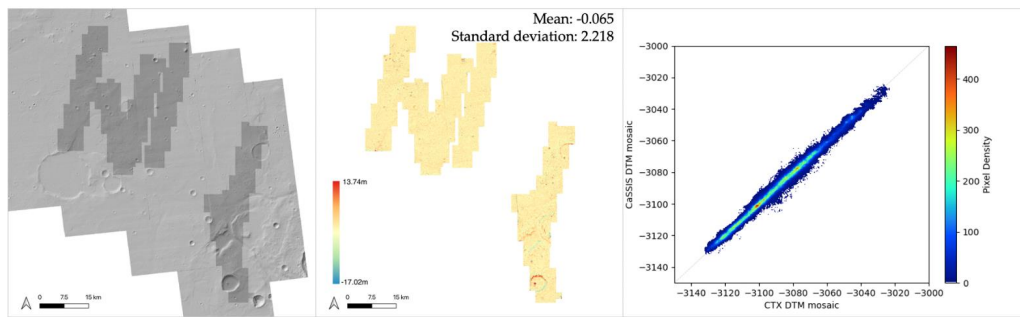 Mean: -0.065
Standard deviation: 2.218
0 7.5 15 km
13.74m
-17.02m
0 7.5 15 km
−3000
−3020
−3040
−3060
−3080
−3100
−3120
−3140
CaSSIS DTM mosaic
−3140 −3120 −3100 −3080 −3060 −3040 −3020 −3000
CTX DTM mosaic
400
300
200
100
0
Pixel Density